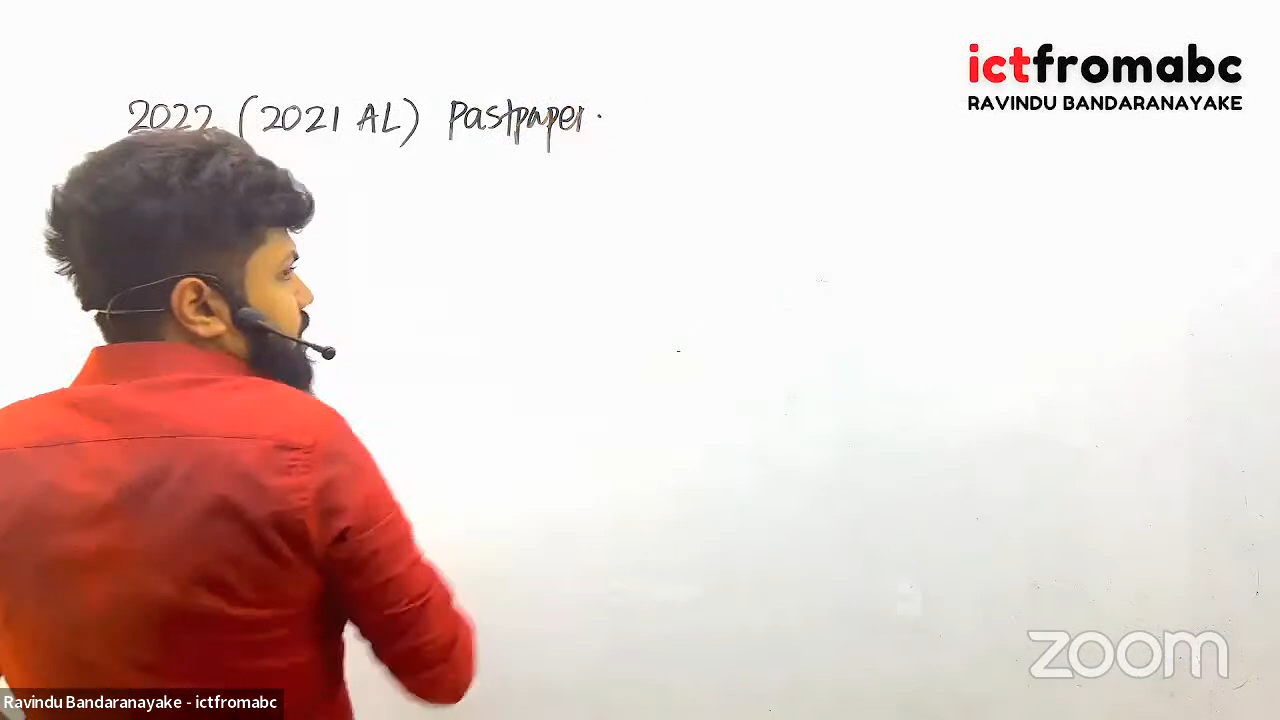 ictfromabc
RAVINDU BANDARANAYAKE
2022 (2021 AL) Pastpaper.
zoom
Ravindu Bandaranayake - ictfromabc